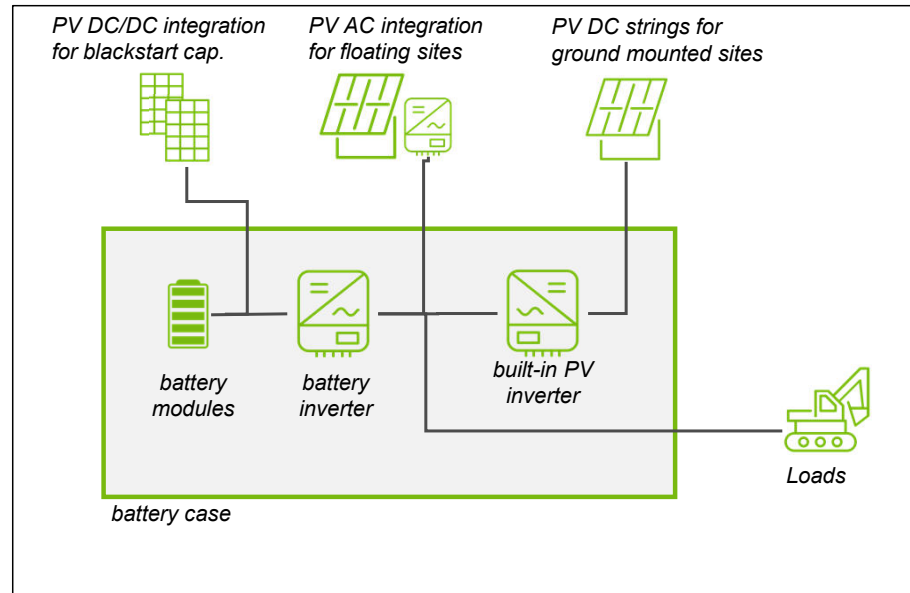 PV DC/DC integration
for blackstart cap.
PV AC integration
for floating sites
PV DC strings for
ground mounted sites
battery
modules
battery
inverter
built-in PV
inverter
Loads
battery case